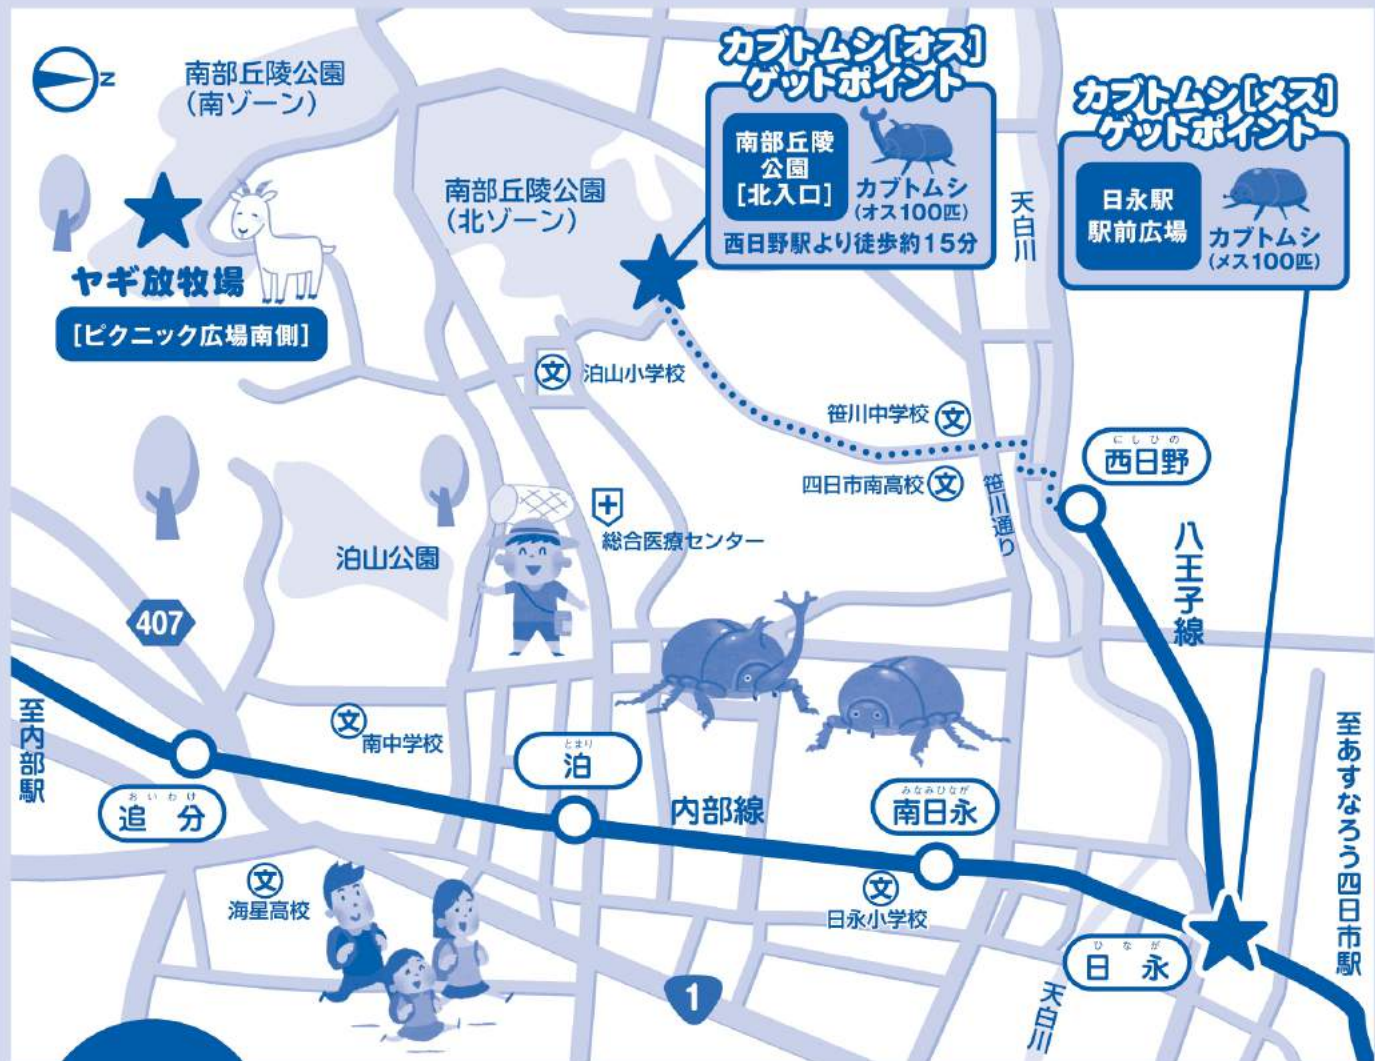 N
南部丘陵公園
(南ゾーン)
ヤギ放牧場
[ピクニック広場南側]
南部丘陵公園
(北ゾーン)
カブトムシ[オス]
ゲットポイント
南部丘陵
公園
[北入口]
カブトムシ
(オス100匹)
西日野駅より徒歩約15分
カブトムシ[メス]
ゲットポイント
日永駅
駅前広場
カブトムシ
(メス100匹)
天白川
文 泊山小学校
笹川中学校 文
四日市南高校 文
笹川通り
にしひの
西日野
八王子線
総合医療センター
泊山公園
407
至内部駅
文
南中学校
おいわけ
追分
とまり
泊
内部線
みなみひなが
南日永
至あすなろう四日市駅
文
海星高校
文
日永小学校
ひなが
日永
天白川
1